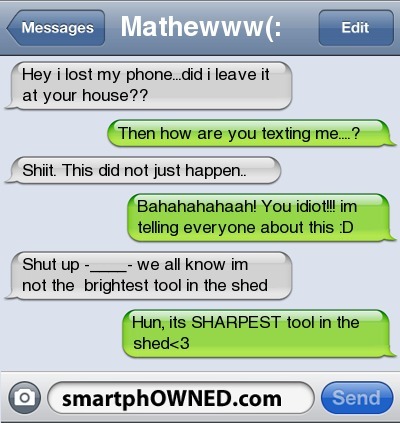 Messages
Mathewww(:
Edit
Hey i lost my phone...did i leave it
at your house??
Then how are you texting me....?
Shiit. This did not just happen..
Bahahahahaah! You idiot!!! im
telling everyone about this :D
Shut up -____- we all know im
not the brightest tool in the shed
Hun, its SHARPEST tool in the
shed<3
smartphOWNED.com
Send